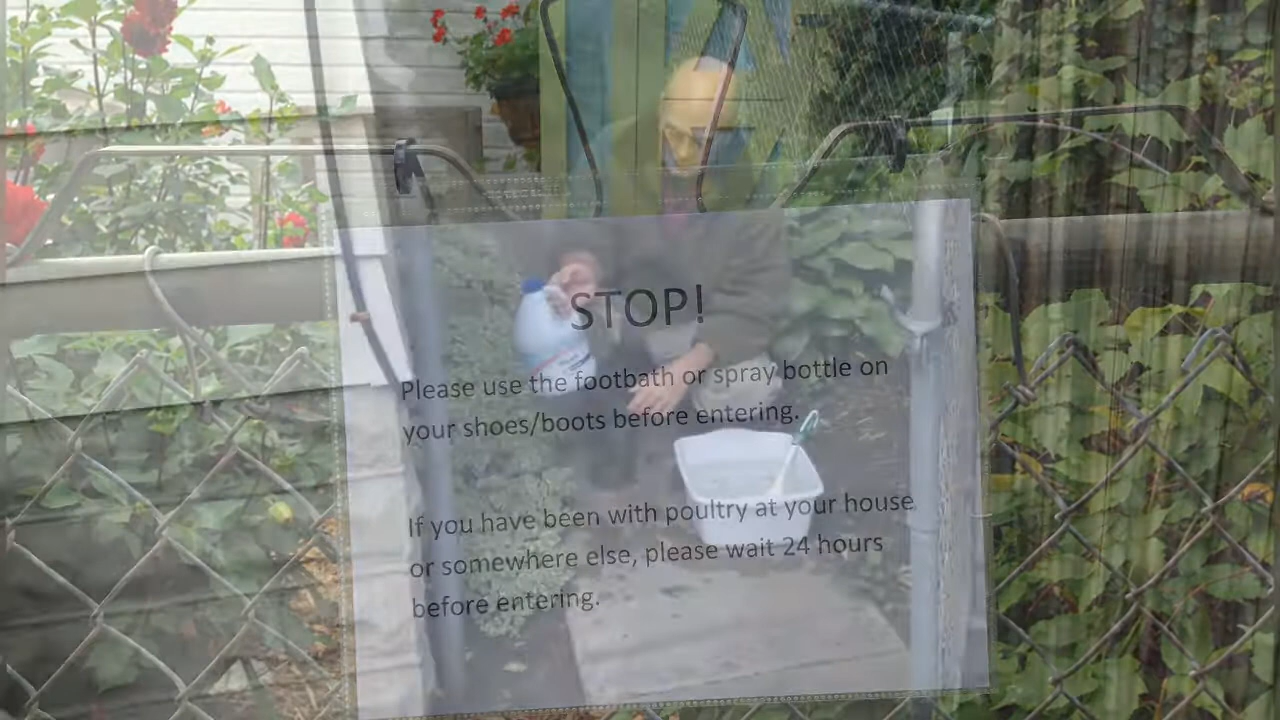 STOP!
Please use the footbath or spray bottle on
your shoes/boots before entering.
If you have been with poultry at your house
or somewhere else, please wait 24 hours
before entering.